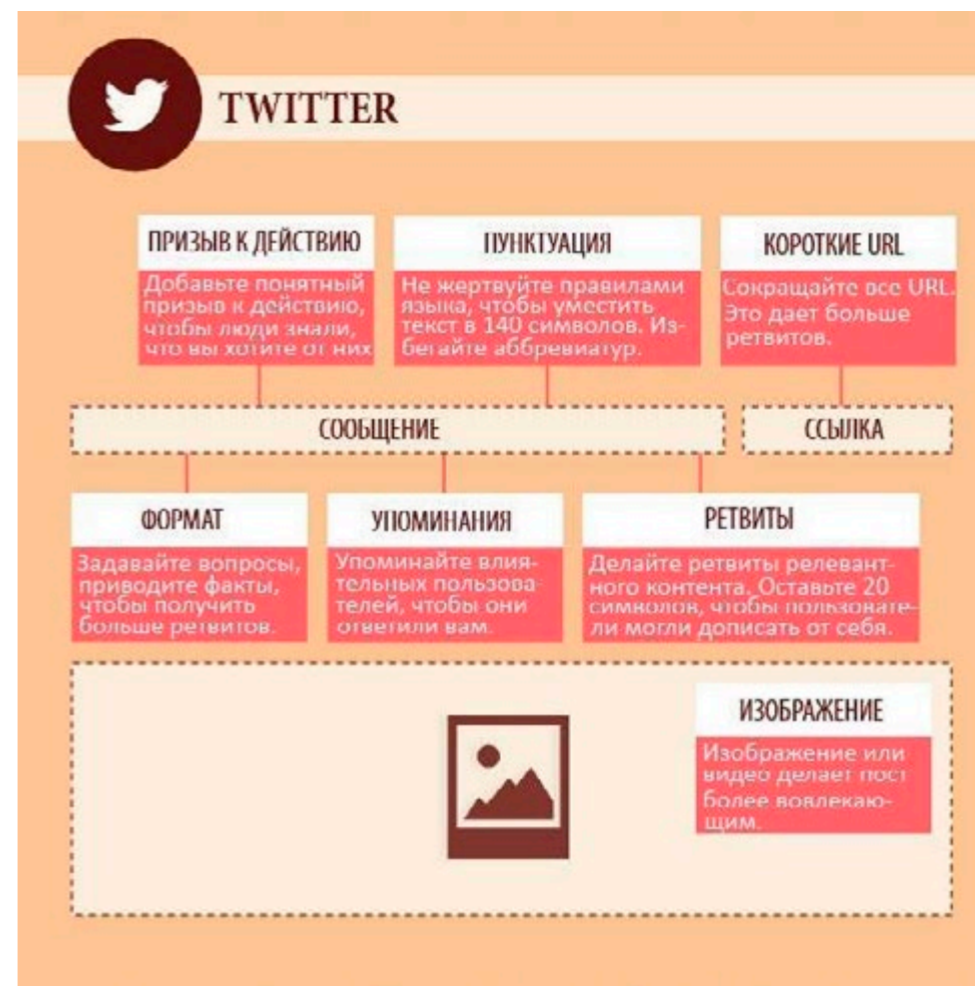 TWITTER
ПРИЗЫВ К ДЕЙСТВИЮ
Добавьте понятный
призыв к действию,
чтобы люди знали,
что вы хотите от них
ПУНКТУАЦИЯ
Не жертвуйте правилами
языка, чтобы уместить
текст в 140 символов. Из-
бегайте аббревиатур.
КОРОТКИЕ URL
Сокращайте все URL.
Это дает больше
ретвитов.
СООБЩЕНИЕ
ССЫЛКА
ФОРМАТ
Задавайте вопросы,
приводите факты,
чтобы получить
больше ретвитов.
УПОМИНАНИЯ
Упоминайте влия-
тельных пользова-
телей, чтобы они
ответили вам.
РЕТВИТЫ
Делайте ретвиты релевант-
ного контента. Оставьте 20
символов, чтобы пользовате-
ли могли дописать от себя.
ИЗОБРАЖЕНИЕ
Изображение или
видео делает пост
более вовлекаю-
щим.